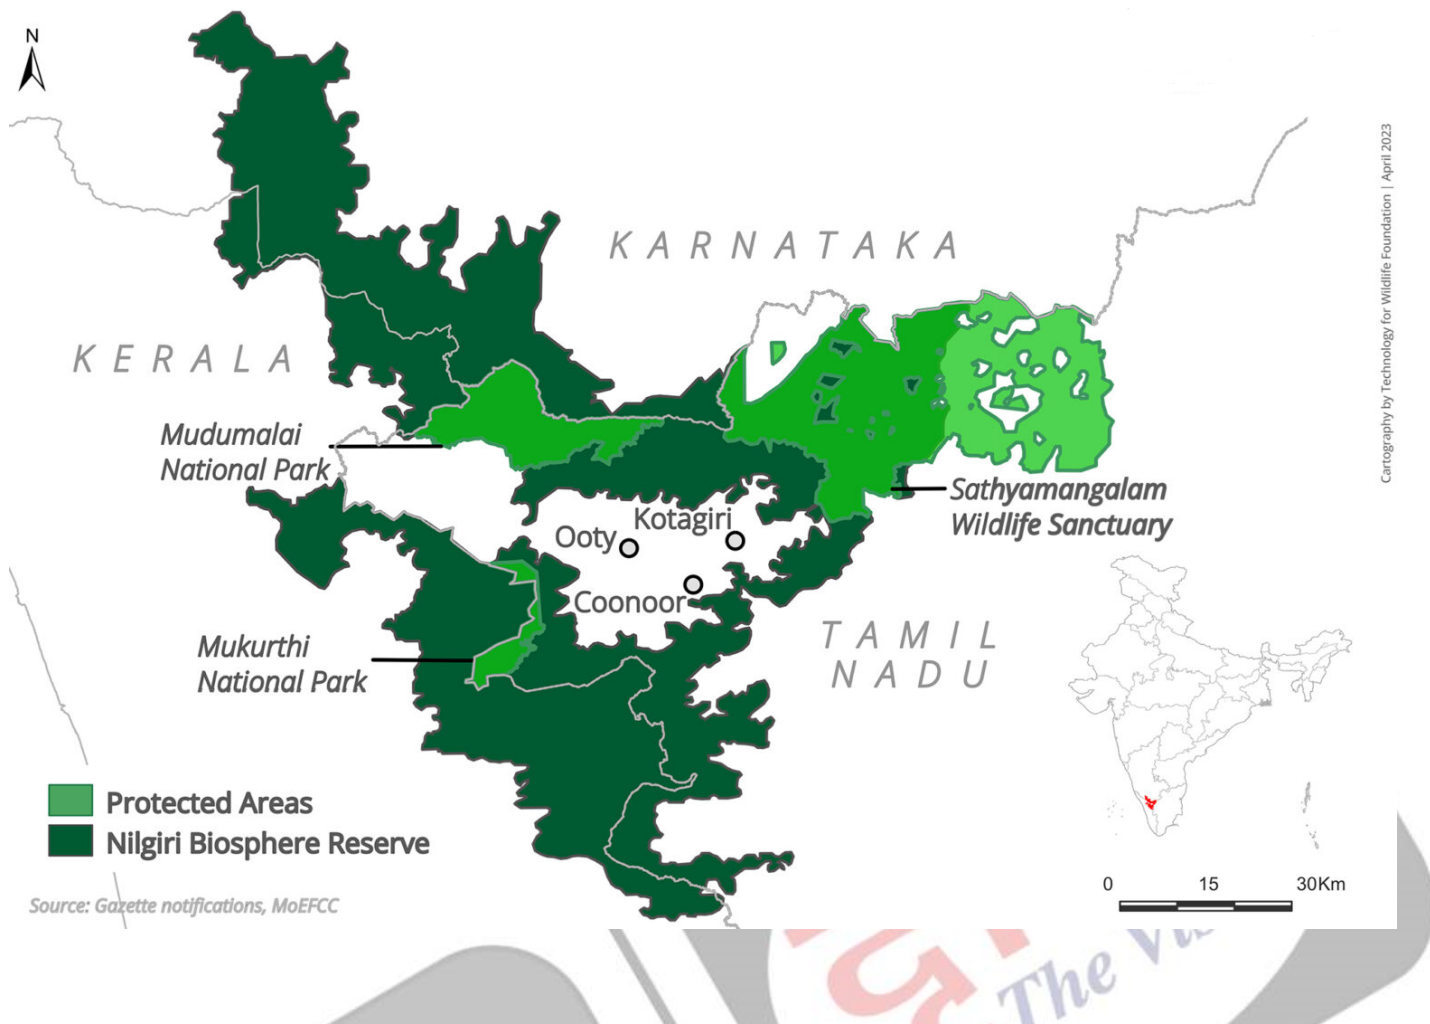 N
KARNATAKA
KERALA
Mudumalai
National Park
Sathyamangalam
Wildlife Sanctuary
Kotagiri
Ooty
Coonoor
TAMIL
NADU
Mukurthi
National Park
Protected Areas
Nilgiri Biosphere Reserve
Source: Gazette notifications, MoEFCC
0 15 30Km
Cartography by Technology for Wildlife Foundation | April 2023
The